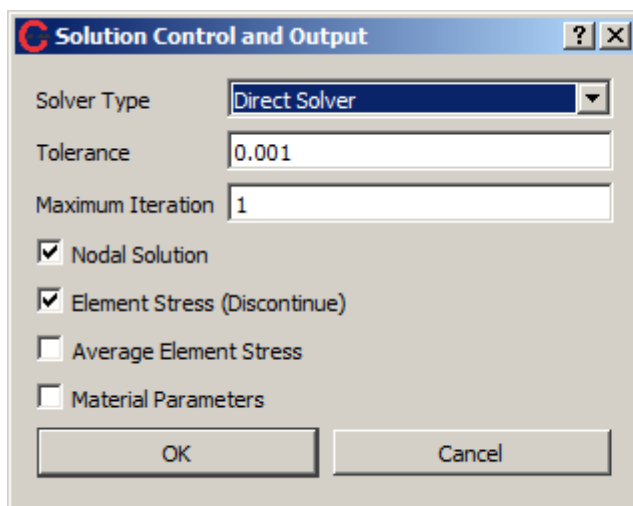 Solution Control and Output
Solver Type Direct Solver
Tolerance 0.001
Maximum Iteration 1
Nodal Solution
Element Stress (Discontinue)
Average Element Stress
Material Parameters
OK Cancel